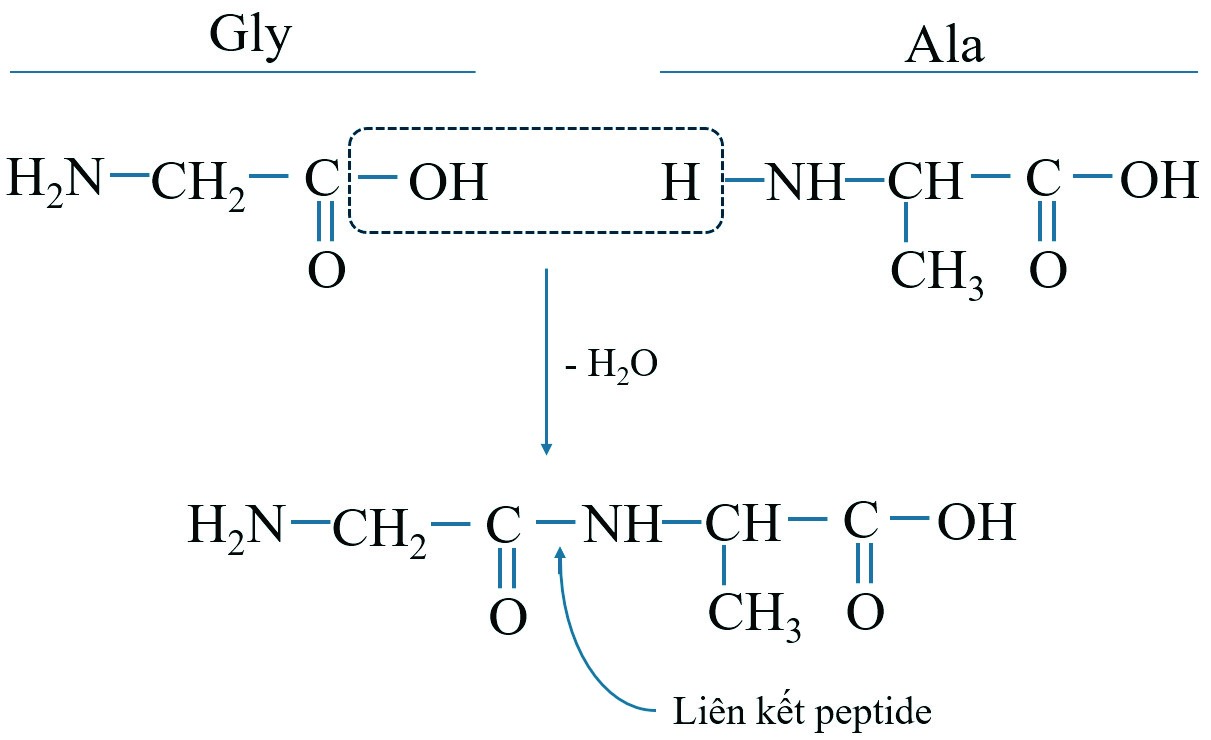 Gly
Ala
H₂N—CH₂—C—OH H—NH—CH—C—OH
O CH₃ O
- H₂O
H₂N—CH₂—C—NH—CH—C—OH
O CH₃ O
Liên kết peptide